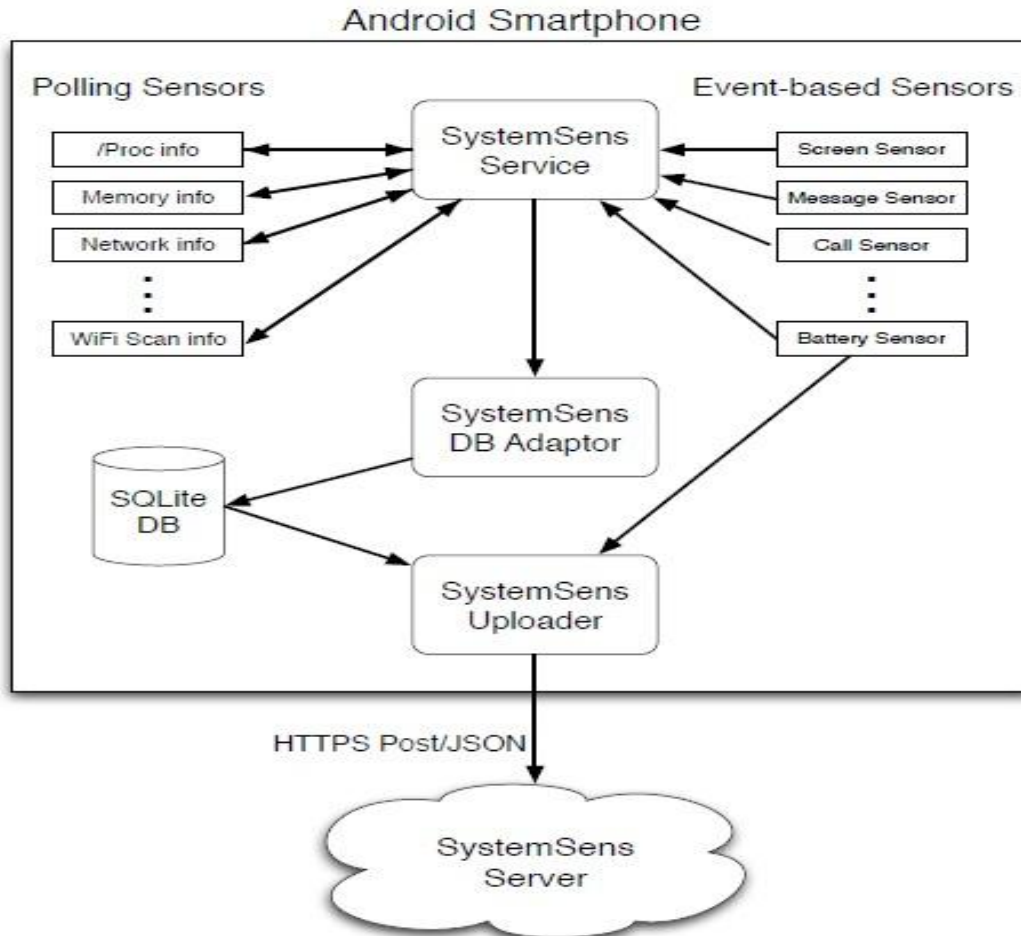 Android Smartphone
Polling Sensors
Event-based Sensors
/Proc info
Memory info
Network info
WiFi Scan info
SystemSens
Service
Screen Sensor
Message Sensor
Call Sensor
Battery Sensor
SystemSens
DB Adaptor
SQLite
DB
SystemSens
Uploader
HTTPS Post/JSON
SystemSens
Server